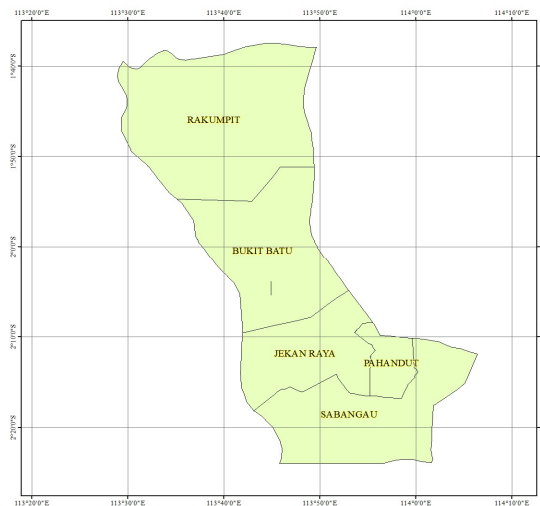 113°20'0"E 113°30'0"E 113°40'0"E 113°50'0"E 114°0'0"E 114°10'0"E
1°40'0"S
RAKUMPIT
1°50'0"S
2°0'0"S
BUKIT BATU
2°10'0"S
JEKAN RAYA
PAHANDUT
SABANGAU
2°20'0"S
113°20'0"E 113°30'0"E 113°40'0"E 113°50'0"E 114°0'0"E 114°10'0"E